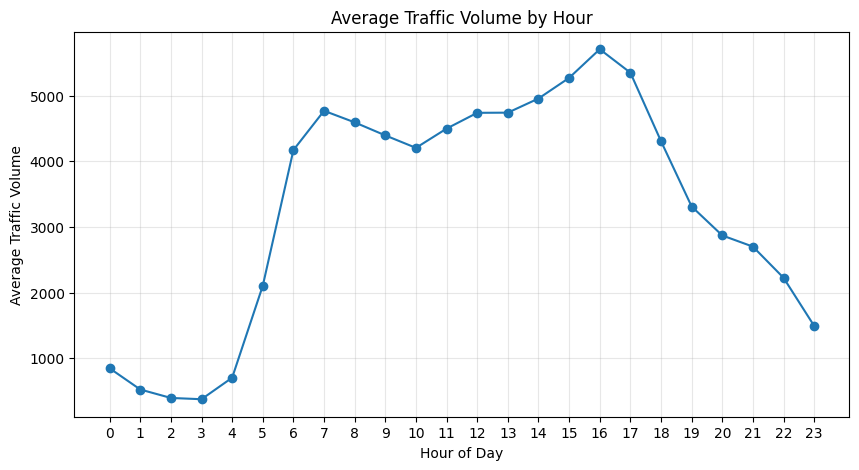 Average Traffic Volume by Hour
Average Traffic Volume
5000
4000
3000
2000
1000
0 1 2 3 4 5 6 7 8 9 10 11 12 13 14 15 16 17 18 19 20 21 22 23
Hour of Day